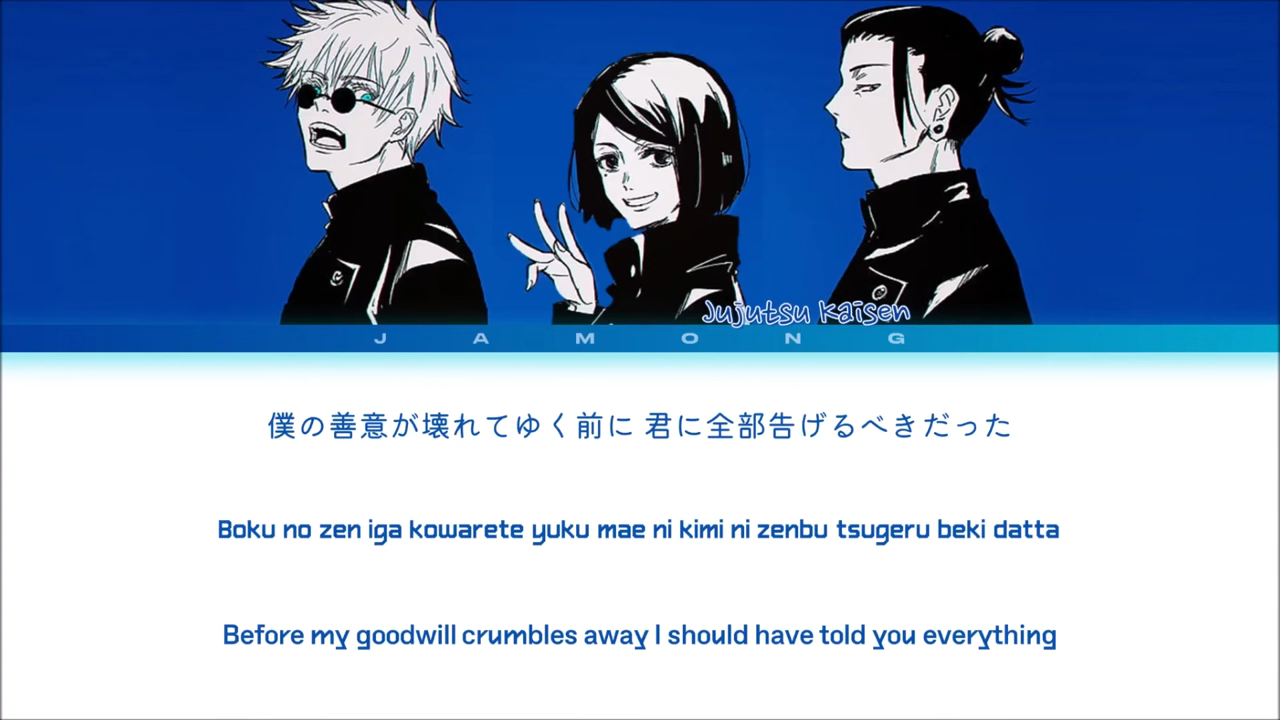 Jujutsu Kaisen
J A M O N G
僕の善意が壊れてゆく前に 君に全部告げるべきだった
Boku no zen iga kowarete yuku mae ni kimi ni zenbu tsugeru beki datta
Before my goodwill crumbles away I should have told you everything